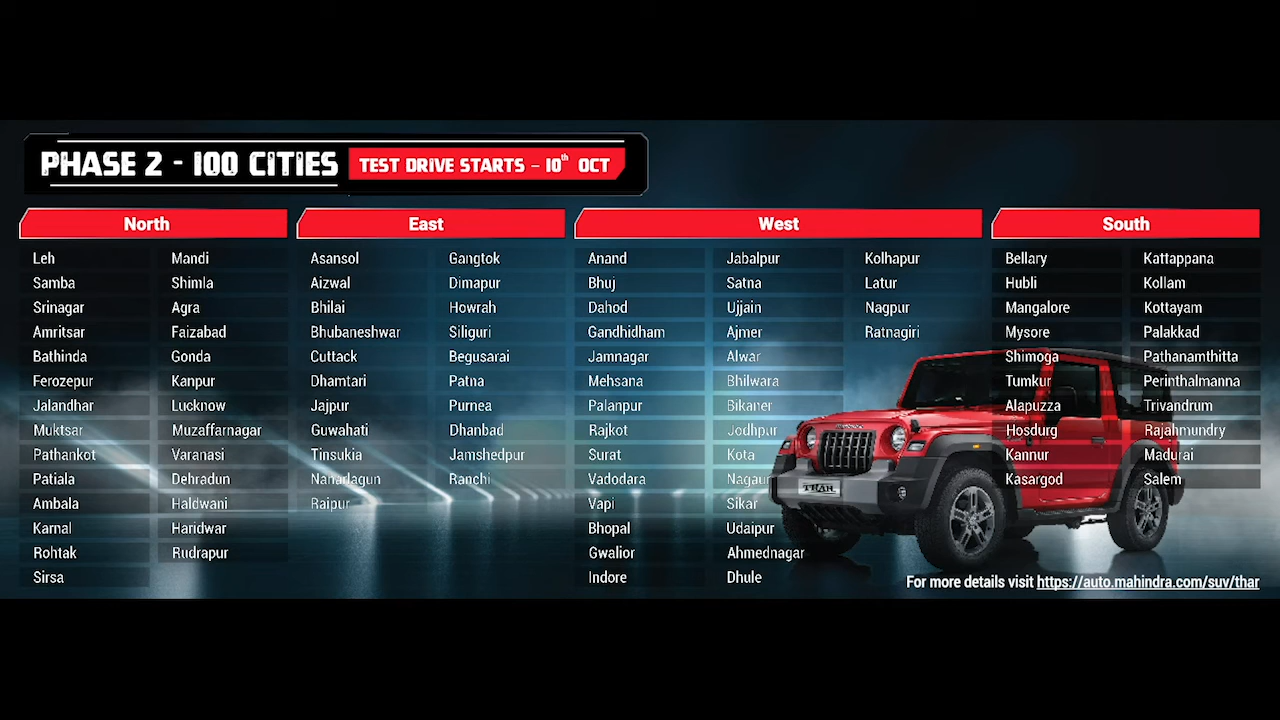 PHASE 2 - 100 CITIES
TEST DRIVE STARTS - 10th OCT
North
Leh
Samba
Srinagar
Amritsar
Bathinda
Ferozepur
Jalandhar
Muktsar
Pathankot
Patiala
Ambala
Karnal
Rohtak
Sirsa
Mandi
Shimla
Agra
Faizabad
Gonda
Kanpur
Lucknow
Muzaffarnagar
Varanasi
Dehradun
Haldwani
Haridwar
Rudrapur
East
Asansol
Aizwal
Bhilai
Bhubaneshwar
Cuttack
Dhamtari
Jajpur
Guwahati
Tinsukia
Naharlagun
Raipur
Gangtok
Dimapur
Howrah
Siliguri
Begusarai
Patna
Purnea
Dhanbad
Jamshedpur
Ranchi
West
Anand
Bhuj
Dahod
Gandhidham
Jamnagar
Mehsana
Palanpur
Rajkot
Surat
Vadodara
Vapi
Bhopal
Gwalior
Indore
Jabalpur
Satna
Ujjain
Ajmer
Alwar
Bhilwara
Bikaner
Jodhpur
Kota
Nagaur
Sikar
Udaipur
Ahmednagar
Dhule
Kolhapur
Latur
Nagpur
Ratnagiri
South
Bellary
Hubli
Mangalore
Mysore
Shimoga
Tumkur
Alapuzza
Hosdurg
Kannur
Kasargod
Kattappana
Kollam
Kottayam
Palakkad
Pathanamthitta
Perinthalmanna
Trivandrum
Rajahmundry
Madurai
Salem
THAR
For more details visit https://auto.mahindra.com/suv/thar